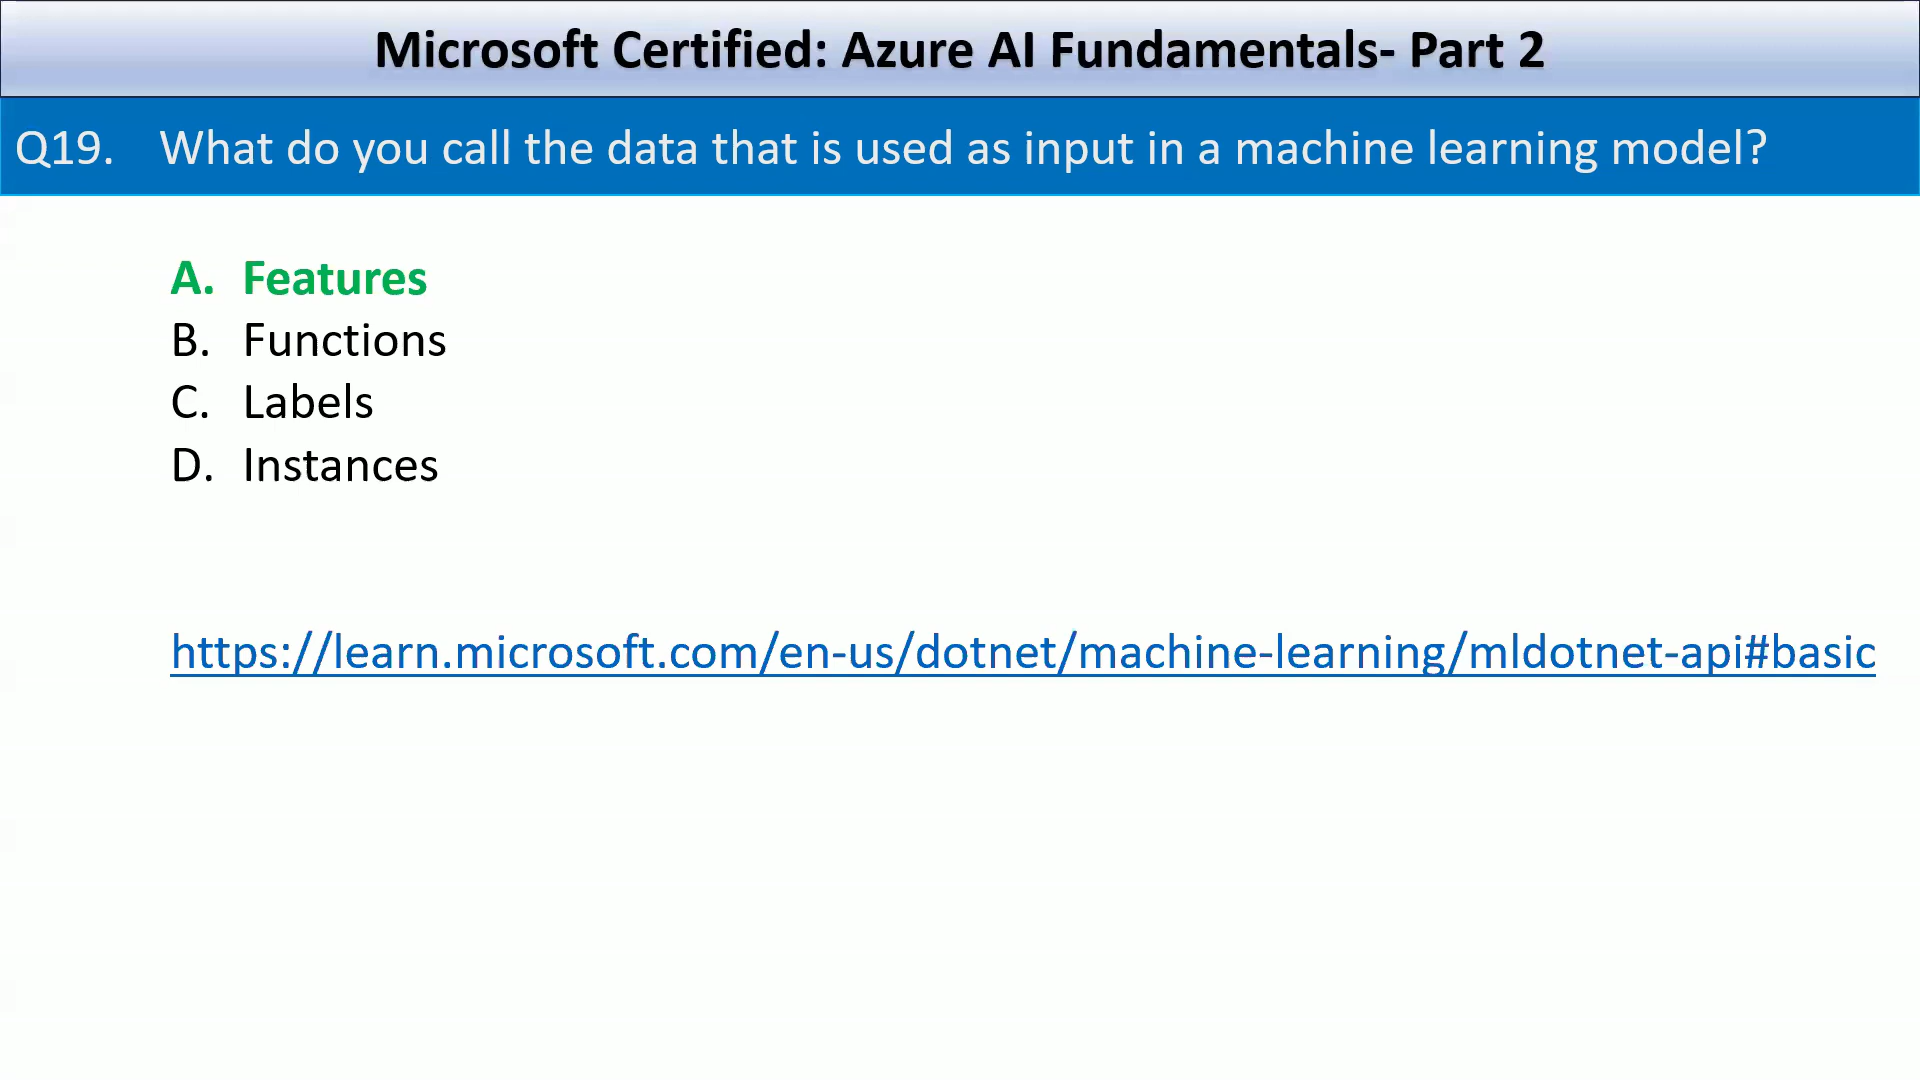 Microsoft Certified: Azure AI Fundamentals- Part 2
Q19. What do you call the data that is used as input in a machine learning model?
A. Features
B. Functions
C. Labels
D. Instances
https://learn.microsoft.com/en-us/dotnet/machine-learning/mldotnet-api#basic